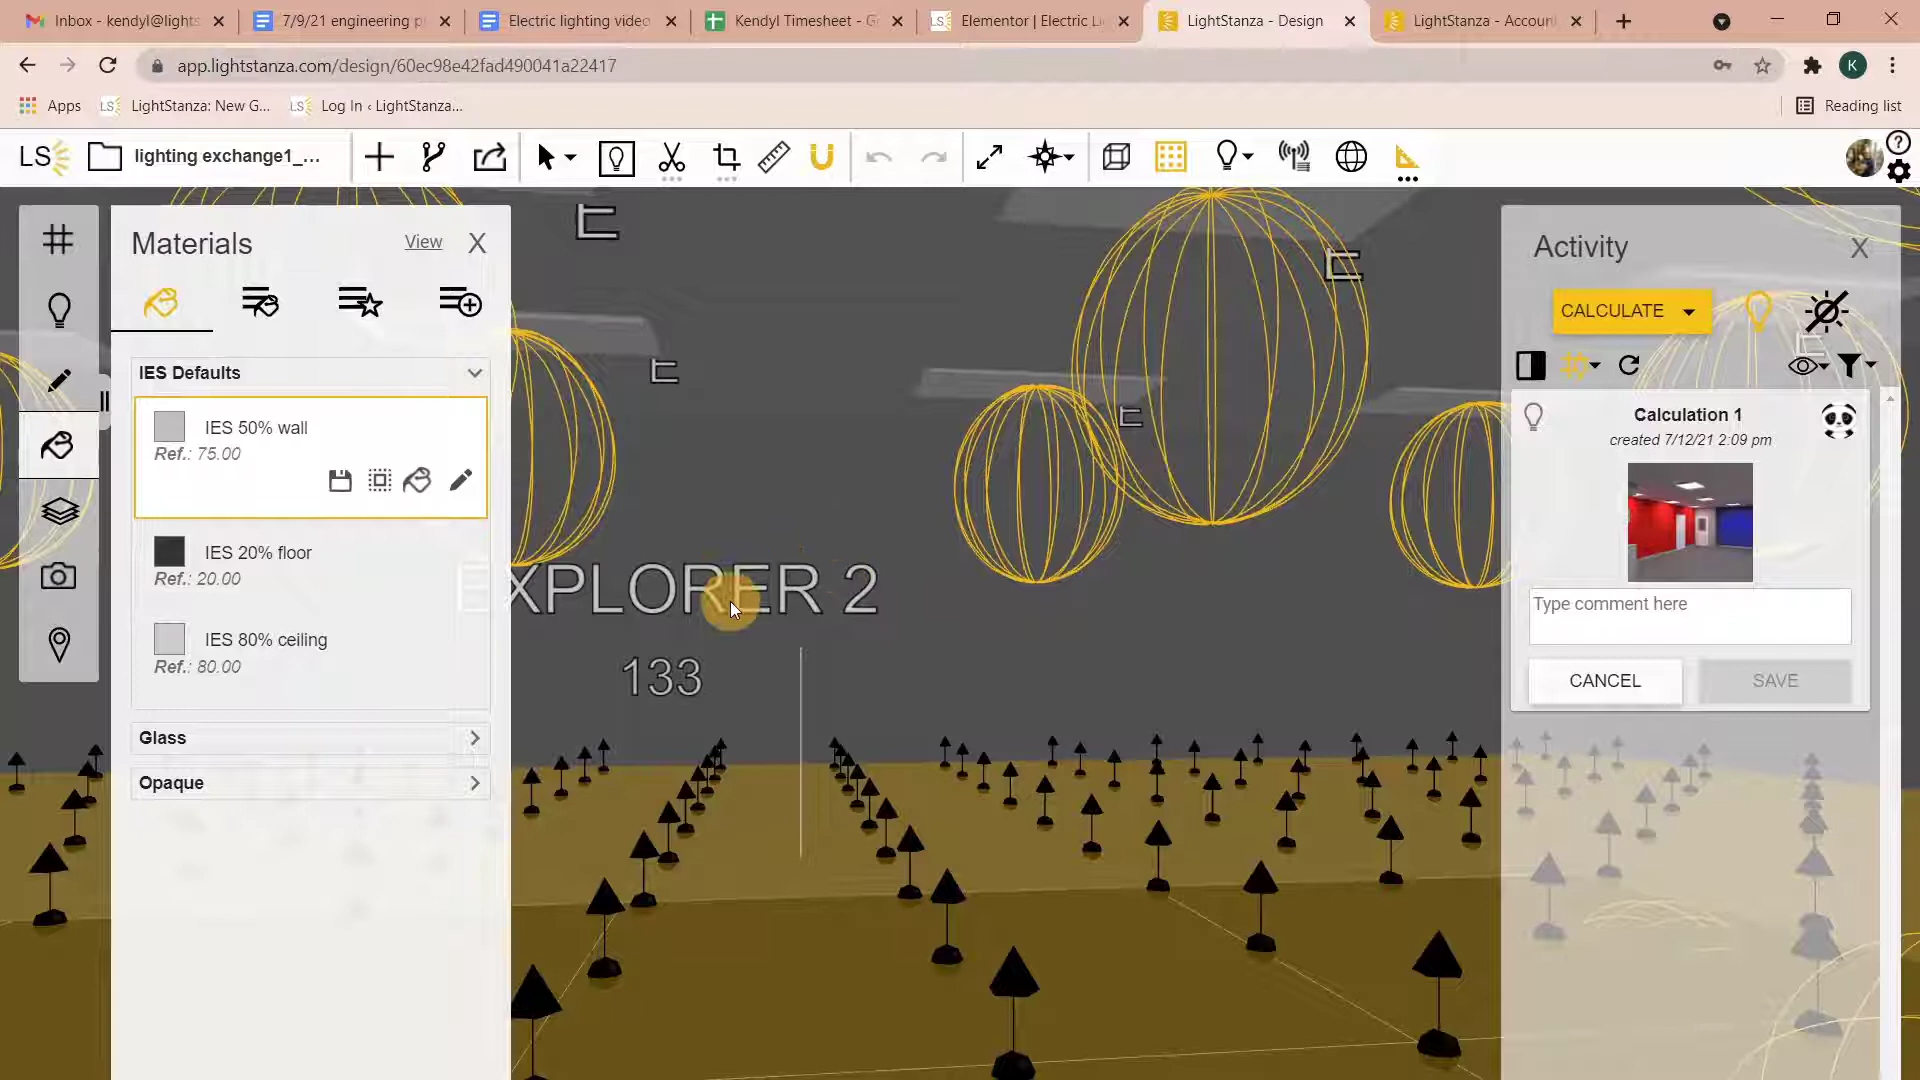 Inbox - kendyl@lights
7/9/21 engineering p
Electric lighting video
Kendyl Timesheet - G
LS Elementor | Electric Li
LightStanza - Design
LightStanza - Accoun
app.lightstanza.com/design/60ec98e42fad490041a22417
K
Apps
LS LightStanza: New G...
LS Log In ‹ LightStanza...
Reading list
LS
lighting exchange1_...
?
Materials
View
X
IES Defaults
IES 50% wall
Ref.: 75.00
IES 20% floor
Ref.: 20.00
IES 80% ceiling
Ref.: 80.00
Glass
Opaque
E
E
E
E
EXPLORER 2
133
Activity
X
CALCULATE
Calculation 1
created 7/12/21 2:09 pm
Type comment here
CANCEL
SAVE